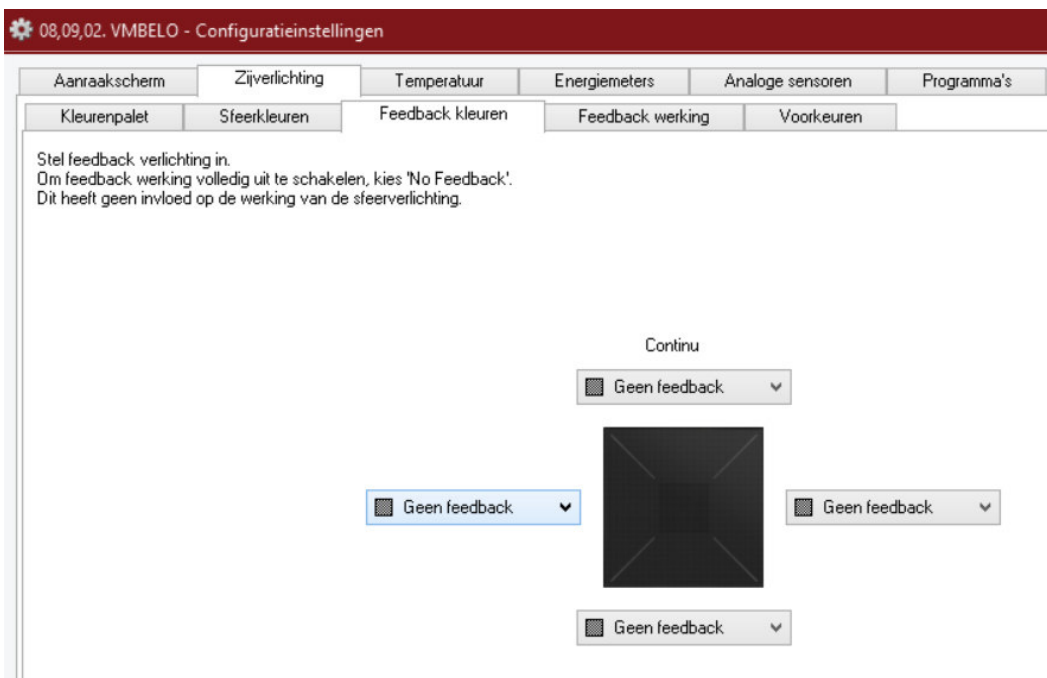 08,09,02. VMBELO - Configuratieinstellingen
Aanraakscherm Zijverlichting Temperatuur Energiemeters Analoge sensoren Programma's
Kleurenpalet Sfeerkleuren Feedback kleuren Feedback werking Voorkeuren
Stel feedback verlichting in.
Om feedback werking volledig uit te schakelen, kies 'No Feedback'.
Dit heeft geen invloed op de werking van de sfeerverlichting.
Continu
Geen feedback
Geen feedback Geen feedback
Geen feedback